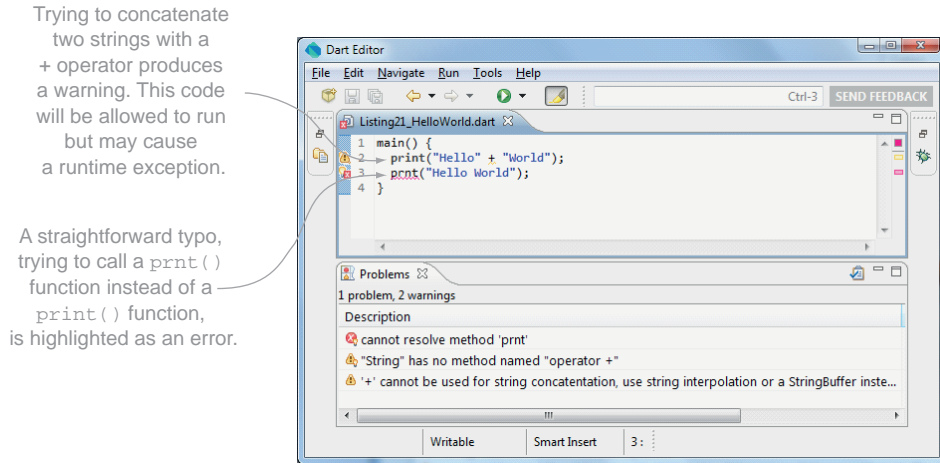 Trying to concatenate
two strings with a
+ operator produces
a warning. This code
will be allowed to run
but may cause
a runtime exception.
A straightforward typo,
trying to call a prnt()
function instead of a
print() function,
is highlighted as an error.
Dart Editor
File Edit Navigate Run Tools Help
Ctrl-3 SEND FEEDBACK
Listing21_HelloWorld.dart
1 main() {
2 print("Hello" + "World");
3 prnt("Hello World");
4 }
Problems
1 problem, 2 warnings
Description
cannot resolve method 'prnt'
"String" has no method named "operator +"
'+' cannot be used for string concatentation, use string interpolation or a StringBuffer inste...
Writable Smart Insert 3 :